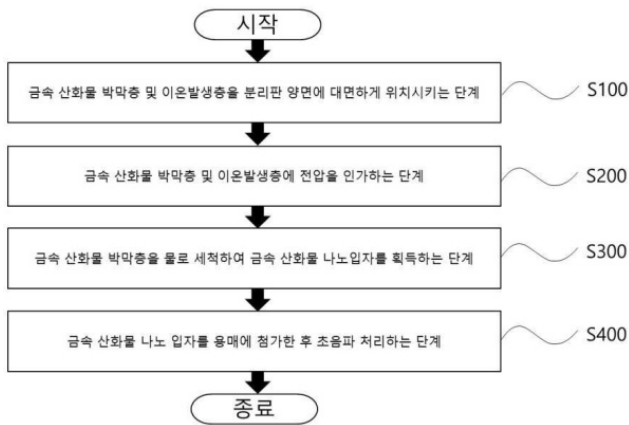 시작
금속 산화물 박막층 및 이온발생층을 분리판 양면에 대면하게 위치시키는 단계
S100
금속 산화물 박막층 및 이온발생층에 전압을 인가하는 단계
S200
금속 산화물 박막층을 물로 세척하여 금속 산화물 나노입자를 획득하는 단계
S300
금속 산화물 나노 입자를 용매에 첨가한 후 초음파 처리하는 단계
S400
종료